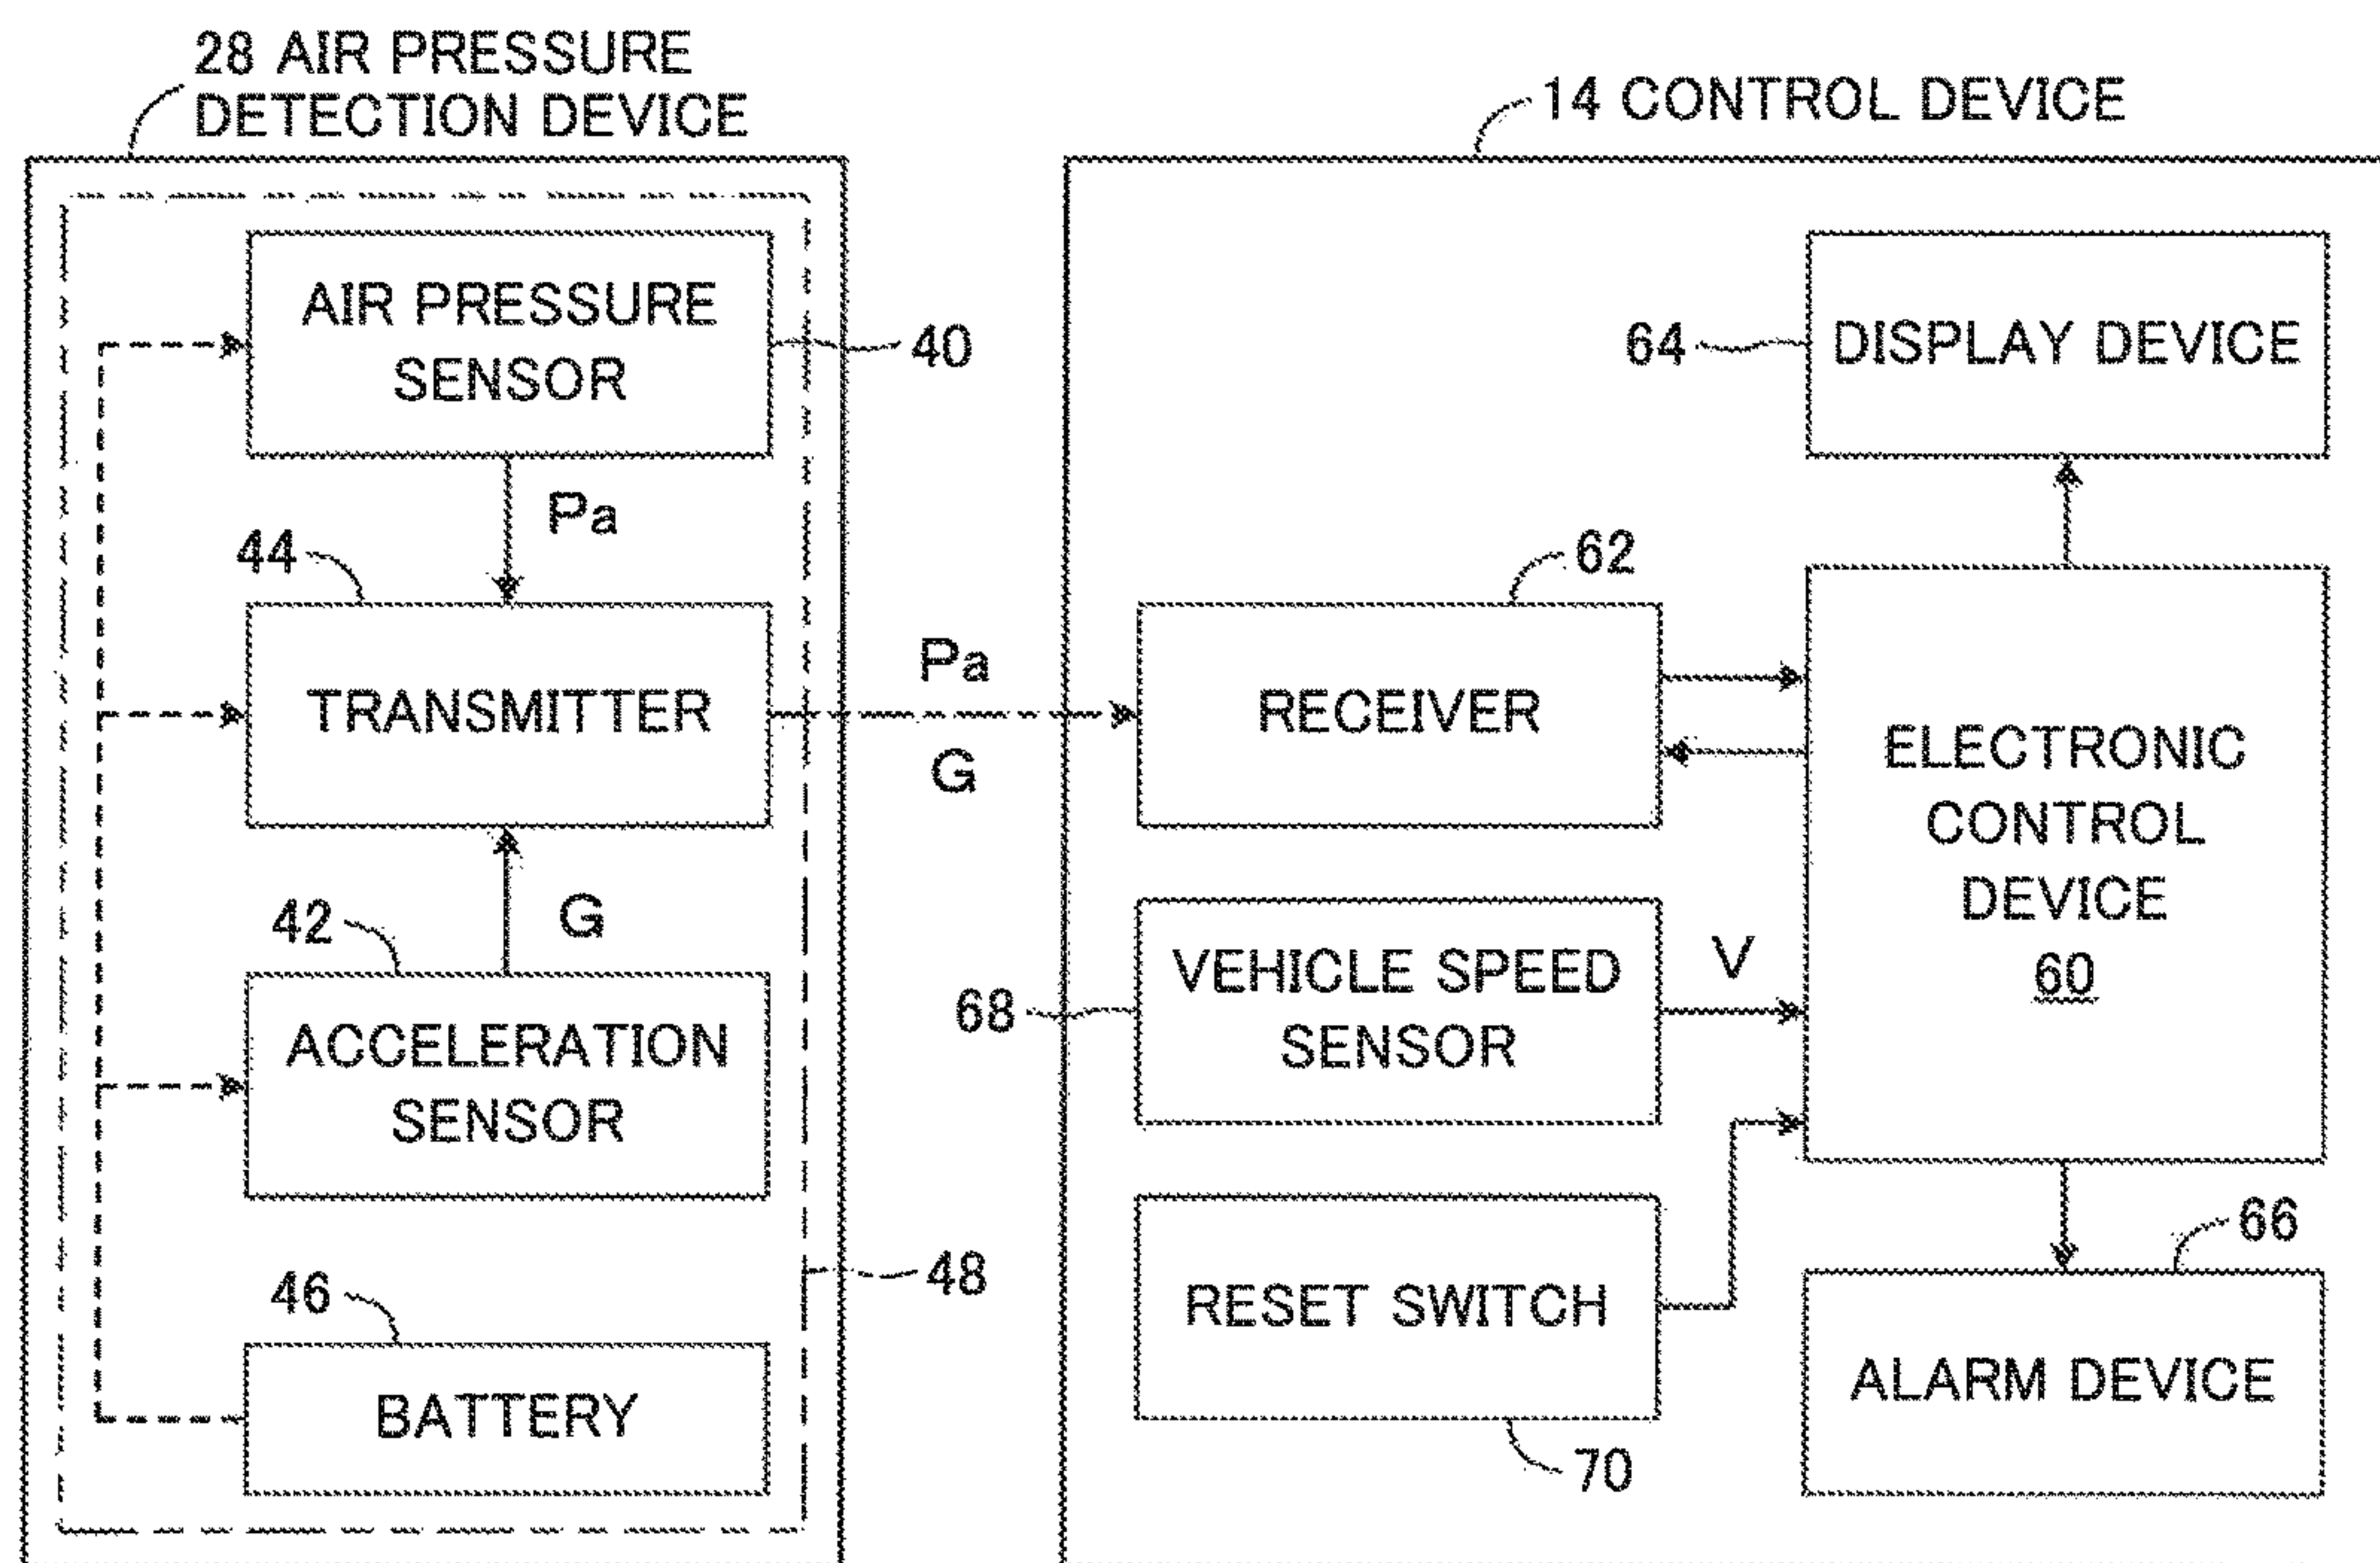 28 AIR PRESSURE
DETECTION DEVICE
AIR PRESSURE
SENSOR
40
Pa
44
TRANSMITTER
Pa
G
42
G
ACCELERATION
SENSOR
46
BATTERY
48
14 CONTROL DEVICE
64
DISPLAY DEVICE
62
RECEIVER
ELECTRONIC
CONTROL
DEVICE
60
68
VEHICLE SPEED
SENSOR
V
RESET SWITCH
70
66
ALARM DEVICE